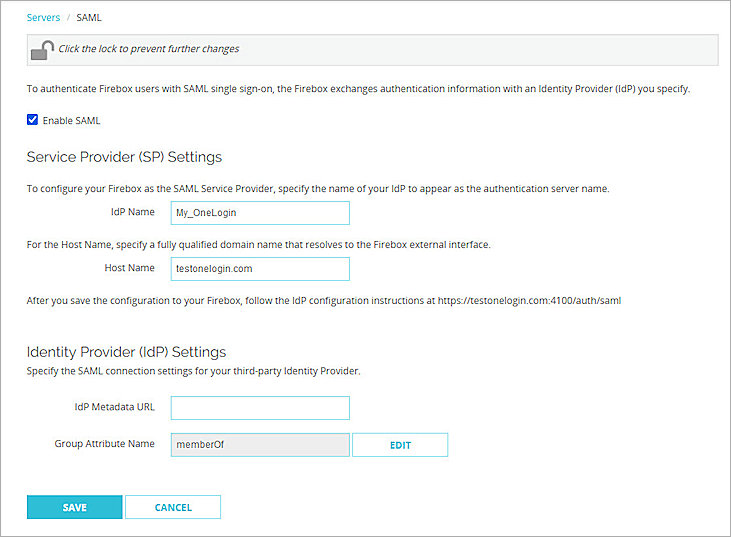 Servers / SAML
Click the lock to prevent further changes
To authenticate Firebox users with SAML single sign-on, the Firebox exchanges authentication information with an Identity Provider (IdP) you specify.
Enable SAML
Service Provider (SP) Settings
To configure your Firebox as the SAML Service Provider, specify the name of your IdP to appear as the authentication server name.
IdP Name My_OneLogin
For the Host Name, specify a fully qualified domain name that resolves to the Firebox external interface.
Host Name testonelogin.com
After you save the configuration to your Firebox, follow the IdP configuration instructions at https://testonelogin.com:4100/auth/saml
Identity Provider (IdP) Settings
Specify the SAML connection settings for your third-party Identity Provider.
IdP Metadata URL
Group Attribute Name memberOf EDIT
SAVE CANCEL